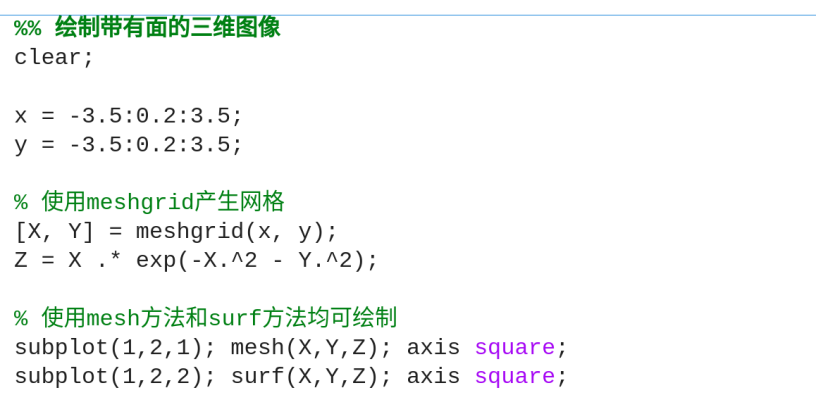 %% 绘制带有面的三维图像
clear;
x = -3.5:0.2:3.5;
y = -3.5:0.2:3.5;
% 使用meshgrid产生网格
[X, Y] = meshgrid(x, y);
Z = X .* exp(-X.^2 - Y.^2);
% 使用mesh方法和surf方法均可绘制
subplot(1,2,1); mesh(X,Y,Z); axis square;
subplot(1,2,2); surf(X,Y,Z); axis square;